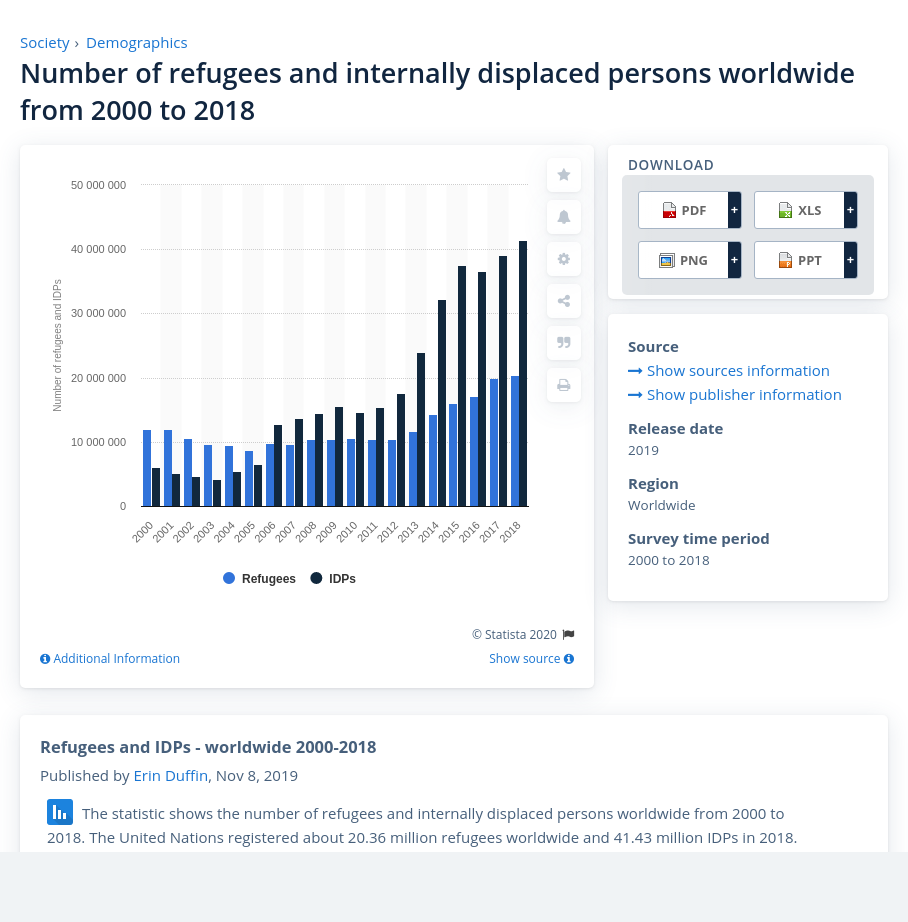 Society › Demographics
Number of refugees and internally displaced persons worldwide
from 2000 to 2018
50 000 000
40 000 000
30 000 000
20 000 000
10 000 000
0
Number of refugees and IDPs
2000 2001 2002 2003 2004 2005 2006 2007 2008 2009 2010 2011 2012 2013 2014 2015 2016 2017 2018
Refugees IDPs
© Statista 2020
Additional Information Show source
DOWNLOAD
PDF + XLS +
PNG + PPT +
Source
Show sources information
Show publisher information
Release date
2019
Region
Worldwide
Survey time period
2000 to 2018
Refugees and IDPs - worldwide 2000-2018
Published by Erin Duffin, Nov 8, 2019
The statistic shows the number of refugees and internally displaced persons worldwide from 2000 to
2018. The United Nations registered about 20.36 million refugees worldwide and 41.43 million IDPs in 2018.